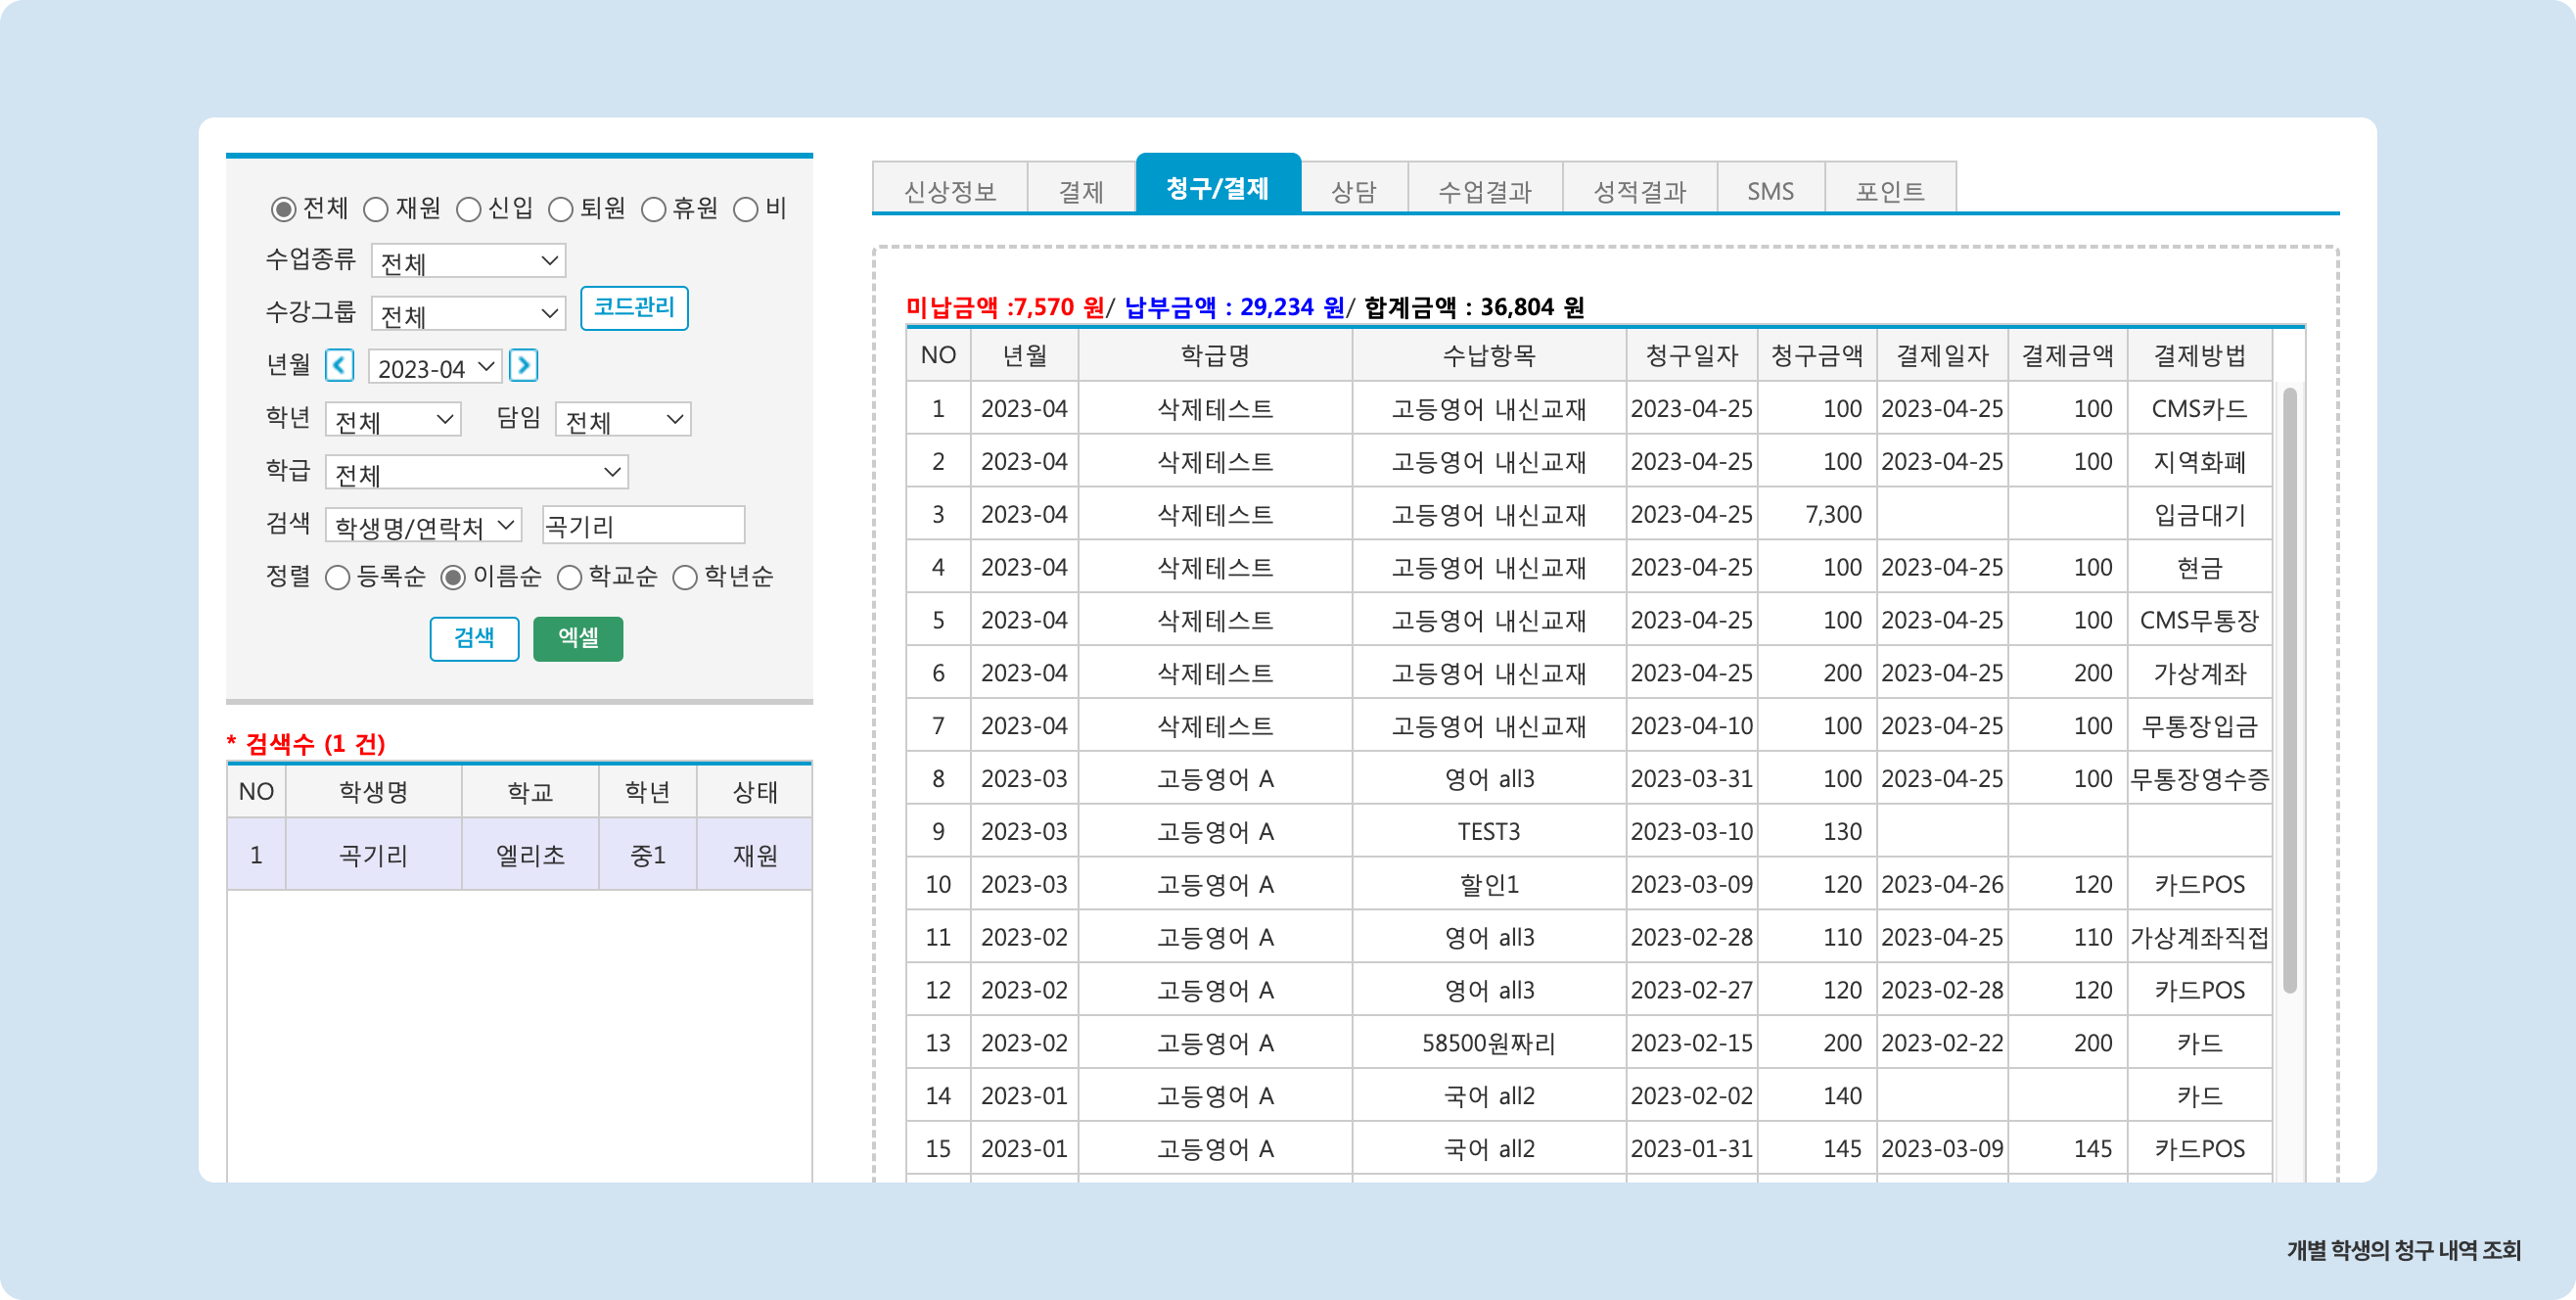 전체 재원 신입 퇴원 휴원 비
수업종류 전체
수강그룹 전체 코드관리
년월 2023-04
학년 전체 담임 전체
학급 전체
검색 학생명/연락처 곡기리
정렬 등록순 이름순 학교순 학년순
검색 엑셀
* 검색수 (1 건)
NO 학생명 학교 학년 상태
1 곡기리 엘리초 중1 재원
신상정보 결제 청구/결제 상담 수업결과 성적결과 SMS 포인트
미납금액 :7,570 원/ 납부금액 : 29,234 원/ 합계금액 : 36,804 원
NO 년월 학급명 수납항목 청구일자 청구금액 결제일자 결제금액 결제방법
1 2023-04 삭제테스트 고등영어 내신교재 2023-04-25 100 2023-04-25 100 CMS카드
2 2023-04 삭제테스트 고등영어 내신교재 2023-04-25 100 2023-04-25 100 지역화폐
3 2023-04 삭제테스트 고등영어 내신교재 2023-04-25 7,300 입금대기
4 2023-04 삭제테스트 고등영어 내신교재 2023-04-25 100 2023-04-25 100 현금
5 2023-04 삭제테스트 고등영어 내신교재 2023-04-25 100 2023-04-25 100 CMS무통장
6 2023-04 삭제테스트 고등영어 내신교재 2023-04-25 200 2023-04-25 200 가상계좌
7 2023-04 삭제테스트 고등영어 내신교재 2023-04-10 100 2023-04-25 100 무통장입금
8 2023-03 고등영어 A 영어 all3 2023-03-31 100 2023-04-25 100 무통장영수증
9 2023-03 고등영어 A TEST3 2023-03-10 130
10 2023-03 고등영어 A 할인1 2023-03-09 120 2023-04-26 120 카드POS
11 2023-02 고등영어 A 영어 all3 2023-02-28 110 2023-04-25 110 가상계좌직접
12 2023-02 고등영어 A 영어 all3 2023-02-27 120 2023-02-28 120 카드POS
13 2023-02 고등영어 A 58500원짜리 2023-02-15 200 2023-02-22 200 카드
14 2023-01 고등영어 A 국어 all2 2023-02-02 140 카드
15 2023-01 고등영어 A 국어 all2 2023-01-31 145 2023-03-09 145 카드POS
개별 학생의 청구 내역 조회